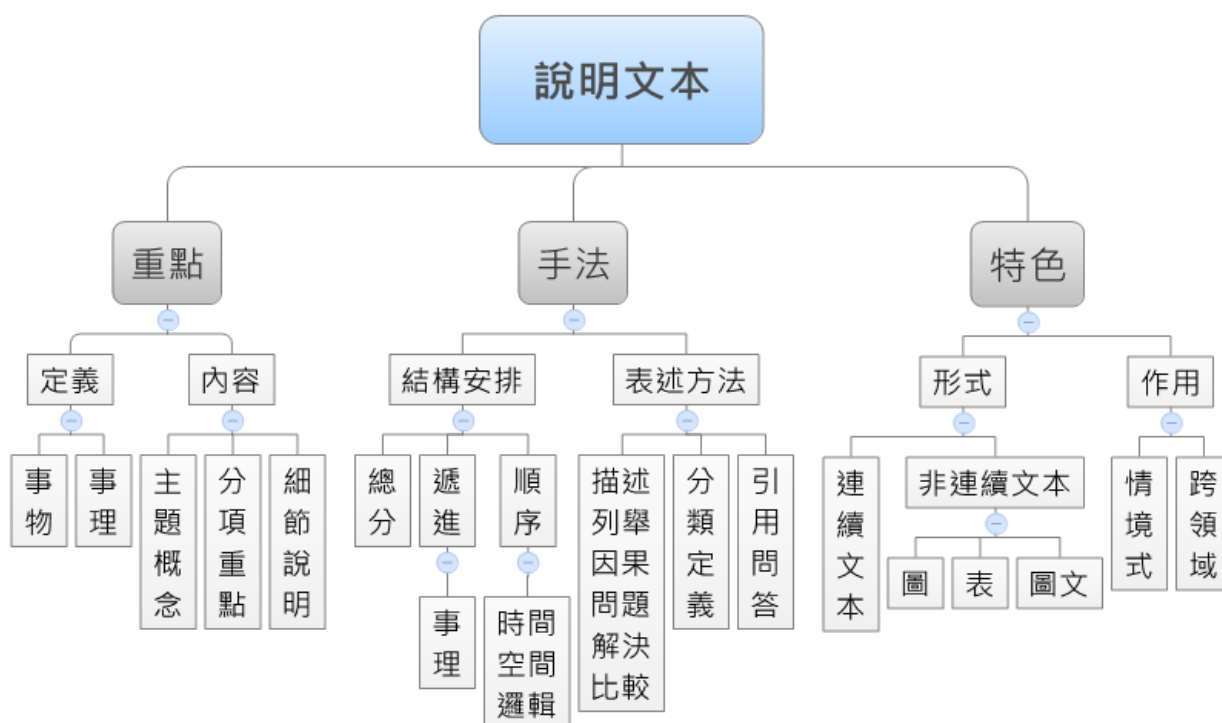 說明文本
重點
手法
特色
定義
內容
結構安排
表述方法
形式
作用
事物
事理
主題概念
分項重點
細節說明
總分
遞進
順序
描述
列舉
因果
問題
解決
比較
分類定義
引用問答
連續文本
非連續文本
情境式
跨領域
事理
時間
空間
邏輯
圖
表
圖文